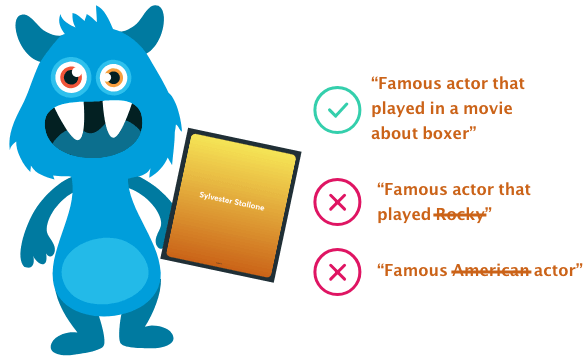 Sylvester Stallone
“Famous actor that
played in a movie
about boxer”
“Famous actor that
played Rocky”
“Famous American actor”